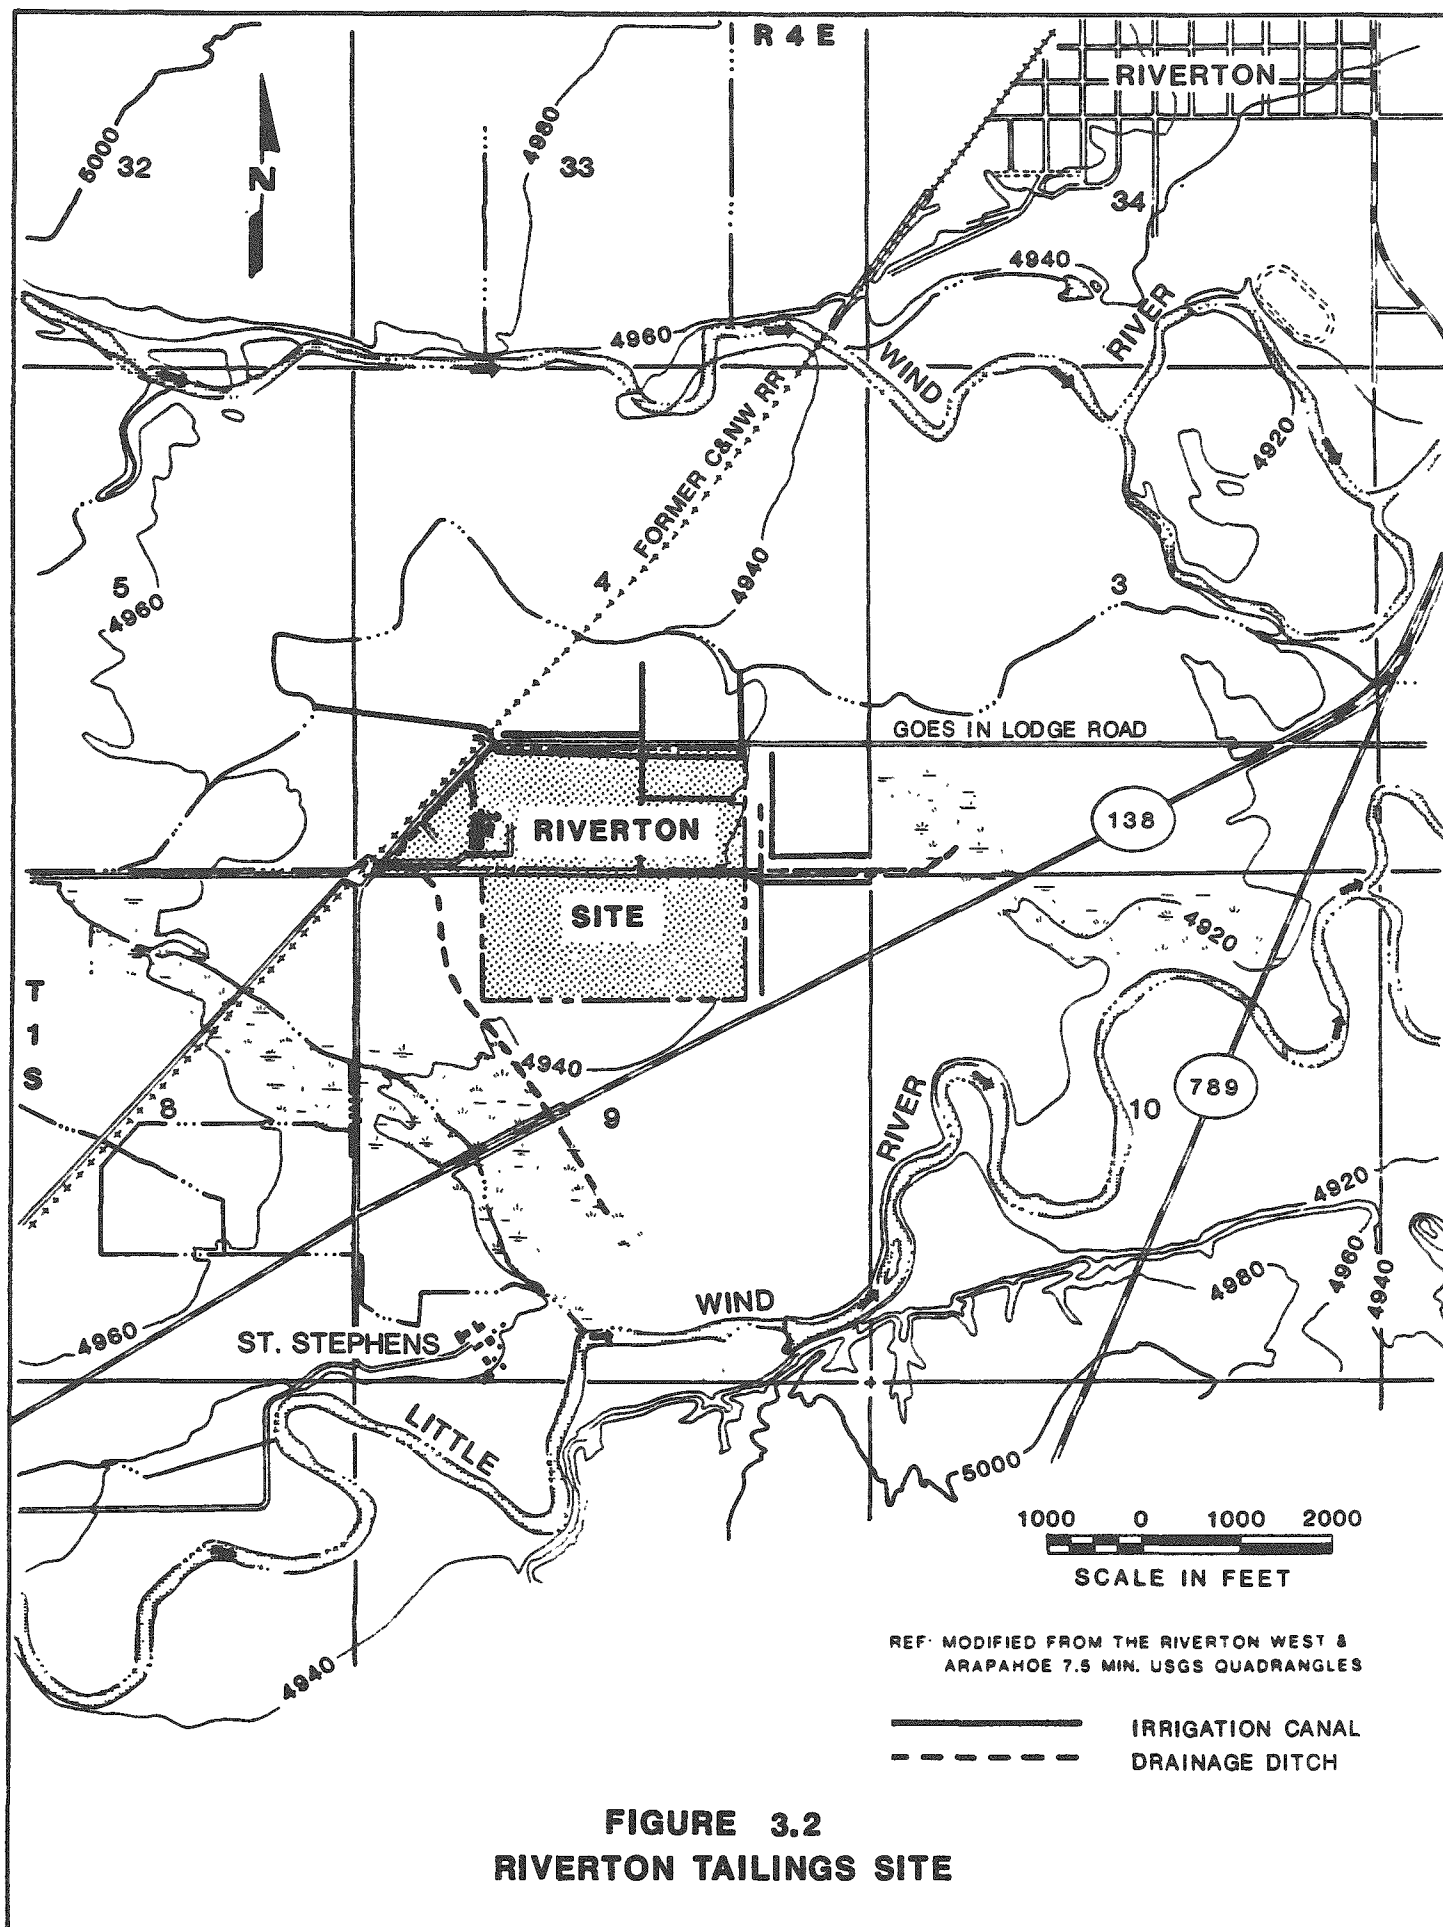 R 4 E
RIVERTON
5000
32
4980
33
34
N
4940
4960
WIND
RIVER
FORMER C&NW RR
4920
5
4960
4
4940
3
GOES IN LODGE ROAD
RIVERTON
SITE
138
4920
T
1
S
4940
8
9
10
789
RIVER
4920
4960
4980
4940
WIND
4960
ST. STEPHENS
LITTLE
5000
4940
1000 0 1000 2000
SCALE IN FEET
REF: MODIFIED FROM THE RIVERTON WEST &
ARAPAHOE 7.5 MIN. USGS QUADRANGLES
IRRIGATION CANAL
DRAINAGE DITCH
FIGURE 3.2
RIVERTON TAILINGS SITE